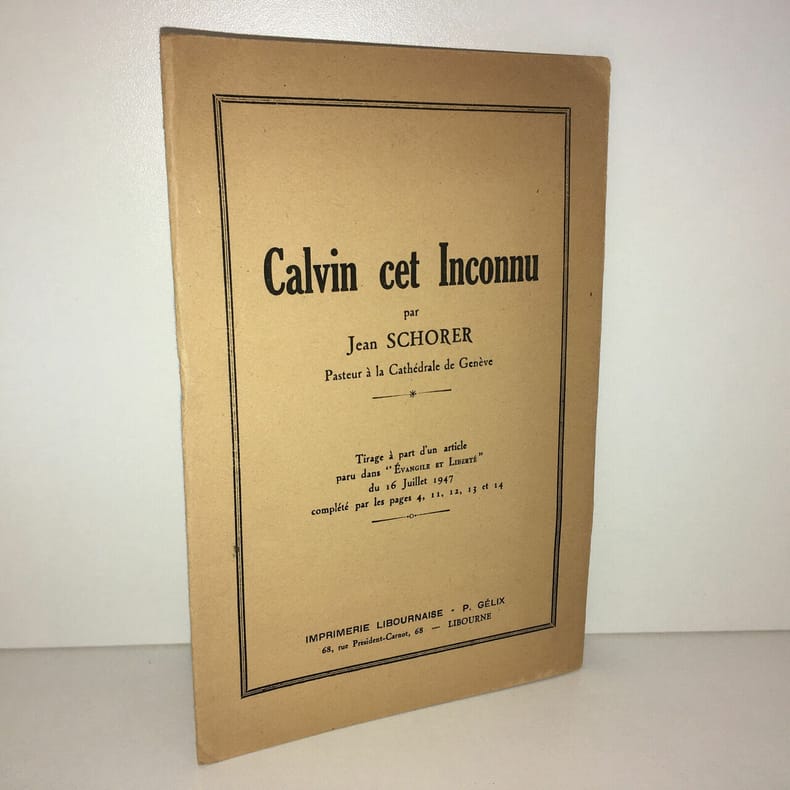 Calvin cet Inconnu
par
Jean SCHORER
Pasteur à la Cathédrale de Genève
Tirage à part d'un article
paru dans "ÉVANGILE ET LIBERTÉ"
du 16 Juillet 1947
complété par les pages 4, 11, 12, 13 et 14
IMPRIMERIE LIBOURNAISE - P. GÉLIX
68, rue Président-Carnot, 68 — LIBOURNE